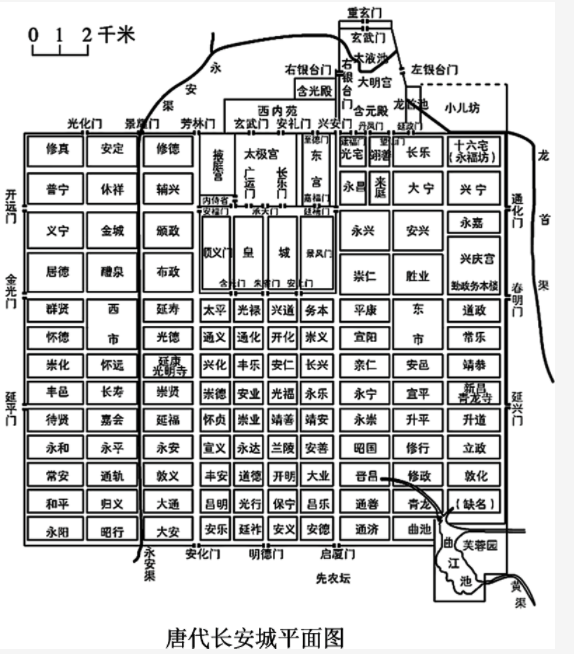 0 1 2千米
重玄门
玄武门
太液池
右银台门
右银台门
大明宫
左银台门
含光殿
西内苑
含元殿
龙首池
小儿坊
光化门
景耀门
芳林门
玄武门
安礼门
兴安门
丹凤门
延政门
永安渠
龙首渠
修真 安定 修德
掖庭宫
太极宫
广运门
长乐门
至德门
东宫
嘉福门
光宅
翊善
长乐
十六宅
(永福坊)
普宁 休祥 辅兴
永昌
来庭
大宁
兴宁
开远门
通化门
内侍省
安福门
承天门
延禧门
义宁 金城 颁政
顺义门
皇城
景风门
永兴
安兴
永嘉
兴庆宫
勤政务本楼
居德 醴泉 布政
崇仁 胜业
金光门
春明门
含光门
朱雀门
安上门
群贤 西市 延寿 太平 光禄 兴道 务本 平康 东市 道政
怀德 光德 通义 通化 开化 崇义 宣阳 常乐
崇化 怀远 延康 光明寺 兴化 丰乐 安仁 长兴 亲仁 安邑 靖恭
丰邑 长寿 崇贤 崇德 安业 光福 永乐 永宁 宣平 新昌 青龙寺
延平门
延兴门
待贤 嘉会 延福 怀贞 崇业 靖善 靖安 永崇 升平 升道
永和 永平 永安 宣义 永达 兰陵 安善 昭国 修行 立政
常安 通轨 敦义 丰安 道德 开明 大业 晋昌 修政 敦化
和平 归义 大通 昌明 光行 保宁 昌乐 通善 青龙 (缺名)
永阳 昭行 大安 安乐 延祚 安义 安德 通济 曲池
曲江池
芙蓉园
黄渠
永安渠
安化门
明德门
启厦门
先农坛
唐代长安城平面图